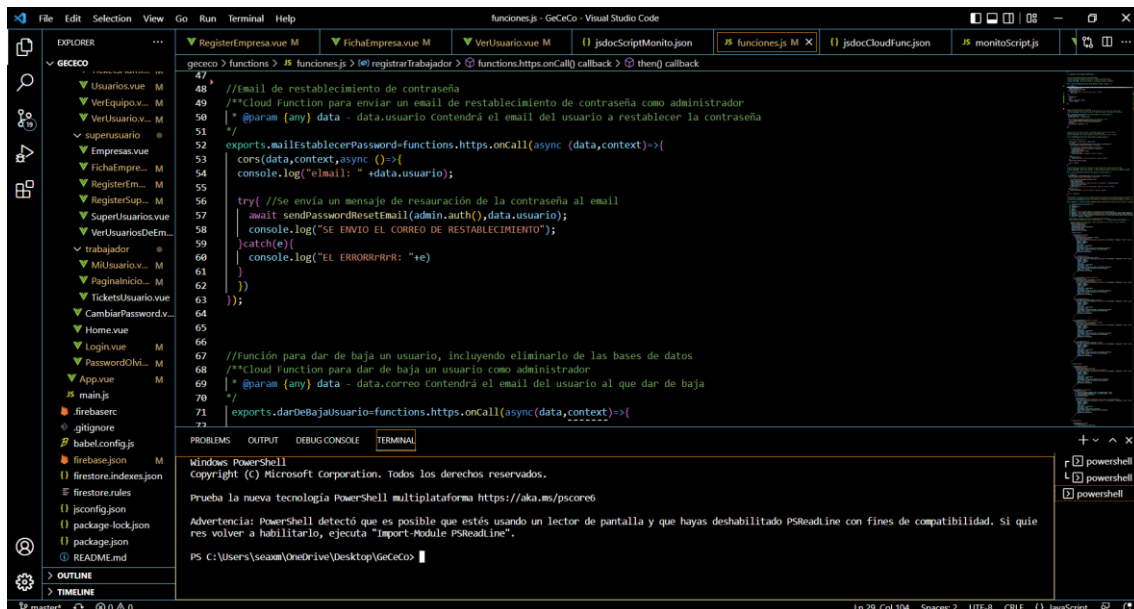 File Edit Selection View Go Run Terminal Help
funciones.js - GeCeCo - Visual Studio Code
EXPLORER
RegisterEmpresa.vue M
FichaEmpresa.vue M
VerUsuario.vue M
{} jsdocScriptMonito.json
JS funciones.js M
{} jsdocCloudFunc.json
JS monitoScript.js
GECECO
Usuarios.vue M
VerEquipo.v... M
VerUsuario.v... M
superusuario
Empresas.vue
FichaEmpre... M
RegisterEm... M
RegisterSup... M
SuperUsuarios.vue
VerUsuariosDeEm...
trabajador
MiUsuario.v... M
PaginaInicio... M
TicketsUsuario.vue
CambiarPassword.v...
Home.vue
Login.vue M
PasswordOlvi... M
App.vue M
JS main.js
.firebaserc
.gitignore
babel.config.js
firebase.json M
{} firestore.indexes.json
firestore.rules
{} jsconfig.json
{} package-lock.json
{} package.json
README.md
OUTLINE
TIMELINE
19
gececo > functions > JS funciones.js > registrarTrabajador > functions.https.onCall() callback > then() callback
47
48 //Email de restablecimiento de contraseña
49 /**Cloud Function para enviar un email de restablecimiento de contraseña como administrador
50 * @param {any} data - data.usuario Contendrá el email del usuario a restablecer la contraseña
51 */
52 exports.mailEstablecerPassword=functions.https.onCall(async (data,context)=>{
53 cors(data,context,async ()=>{
54 console.log("elmail: " +data.usuario);
55
56 try{ //Se envía un mensaje de resauración de la contraseña al email
57 await sendPasswordResetEmail(admin.auth(),data.usuario);
58 console.log("SE ENVIO EL CORREO DE RESTABLECIMIENTO");
59 }catch(e){
60 console.log("EL ERRORRrRrR: "+e)
61 }
62 })
63 });
64
65
66
67 //Función para dar de baja un usuario, incluyendo eliminarlo de las bases de datos
68 /**Cloud Function para dar de baja un usuario como administrador
69 * @param {any} data - data.correo Contendrá el email del usuario al que dar de baja
70 */
71 exports.darDeBajaUsuario=functions.https.onCall(async(data,context)=>{
72
PROBLEMS OUTPUT DEBUG CONSOLE TERMINAL
Windows PowerShell
Copyright (C) Microsoft Corporation. Todos los derechos reservados.
Prueba la nueva tecnología PowerShell multiplataforma https://aka.ms/pscore6
Advertencia: PowerShell detectó que es posible que estés usando un lector de pantalla y que hayas deshabilitado PSReadLine con fines de compatibilidad. Si quie
res volver a habilitarlo, ejecuta "Import-Module PSReadLine".
PS C:\Users\seaxm\OneDrive\Desktop\GeCeCo>
powershell
powershell
powershell
master* 0 0
Ln 29, Col 104 Spaces: 2 UTF-8 CRLF {} JavaScript